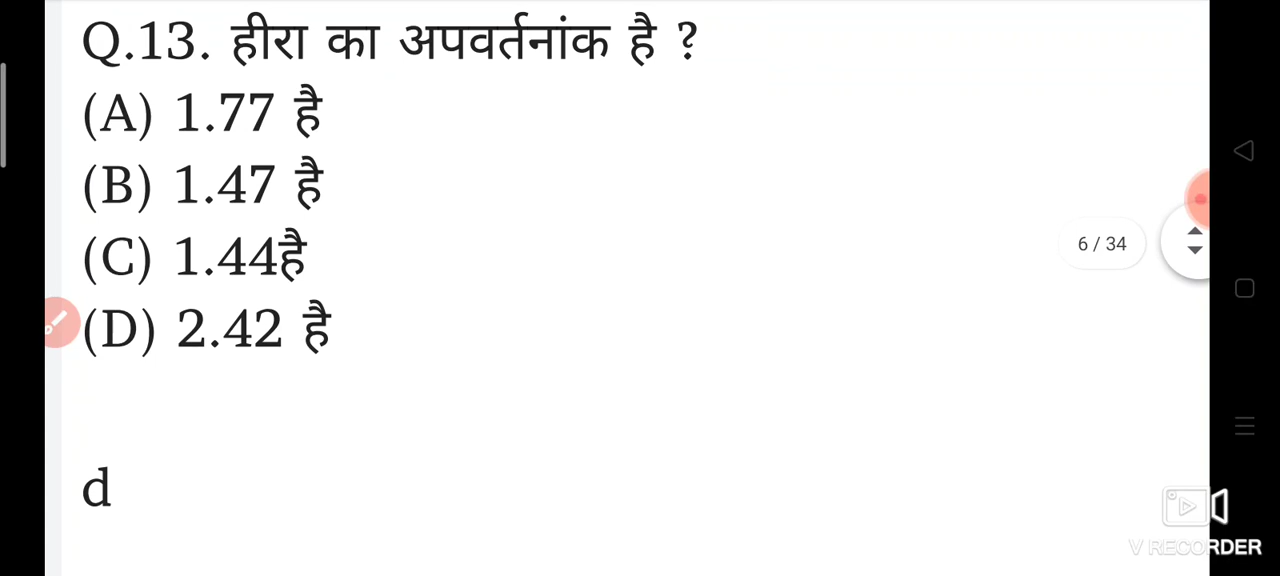 Q.13. हीरा का अपवर्तनांक है ?
(A) 1.77 है
(B) 1.47 है
(C) 1.44है
(D) 2.42 है
6 / 34
d
V RECORDER